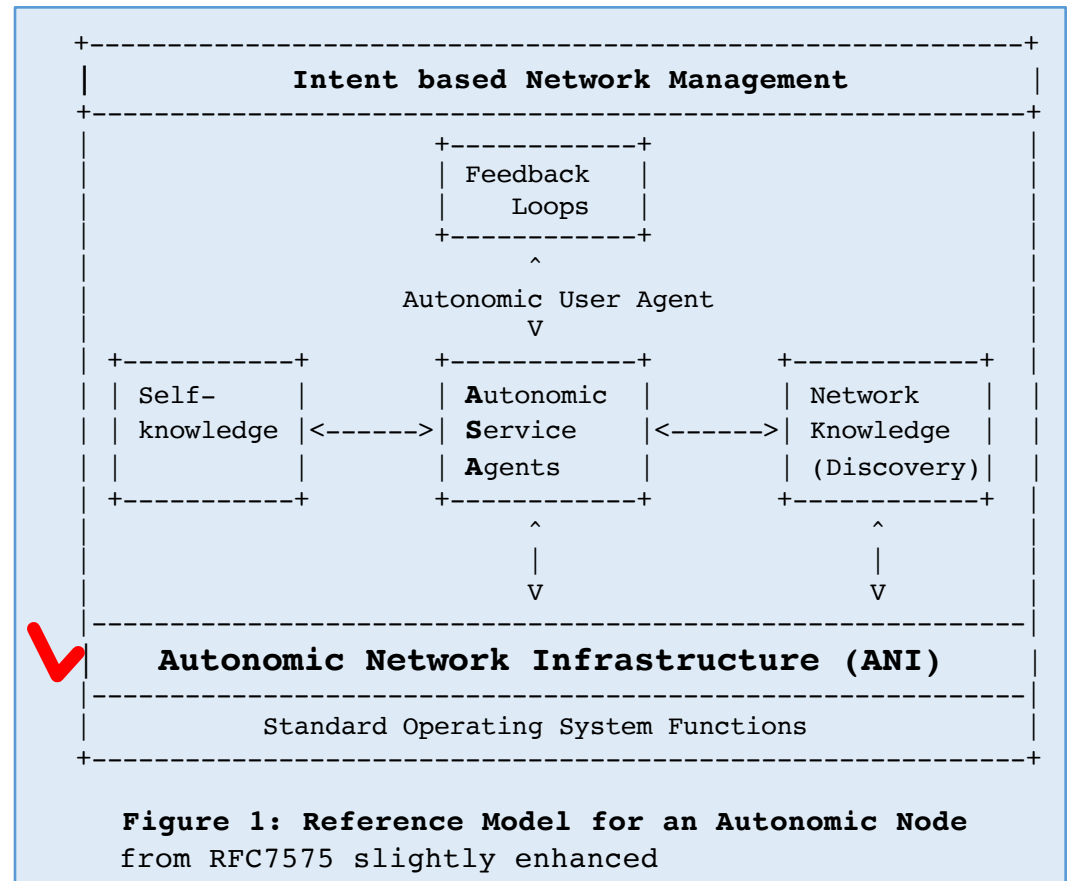 Intent based Network Management
Feedback
Loops
Autonomic User Agent
Self- Autonomic Network
knowledge Service Knowledge
Agents (Discovery)
Autonomic Network Infrastructure (ANI)
Standard Operating System Functions
Figure 1: Reference Model for an Autonomic Node
from RFC7575 slightly enhanced